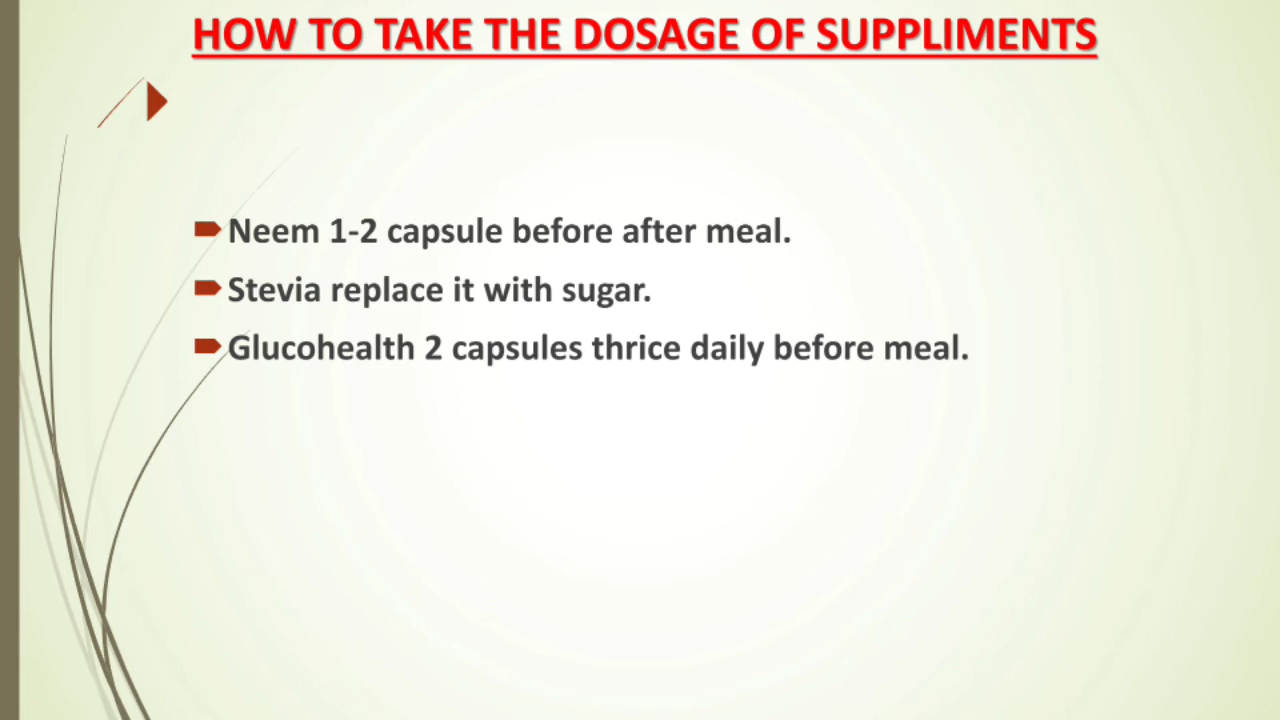 HOW TO TAKE THE DOSAGE OF SUPPLIMENTS
Neem 1-2 capsule before after meal.
Stevia replace it with sugar.
Glucohealth 2 capsules thrice daily before meal.